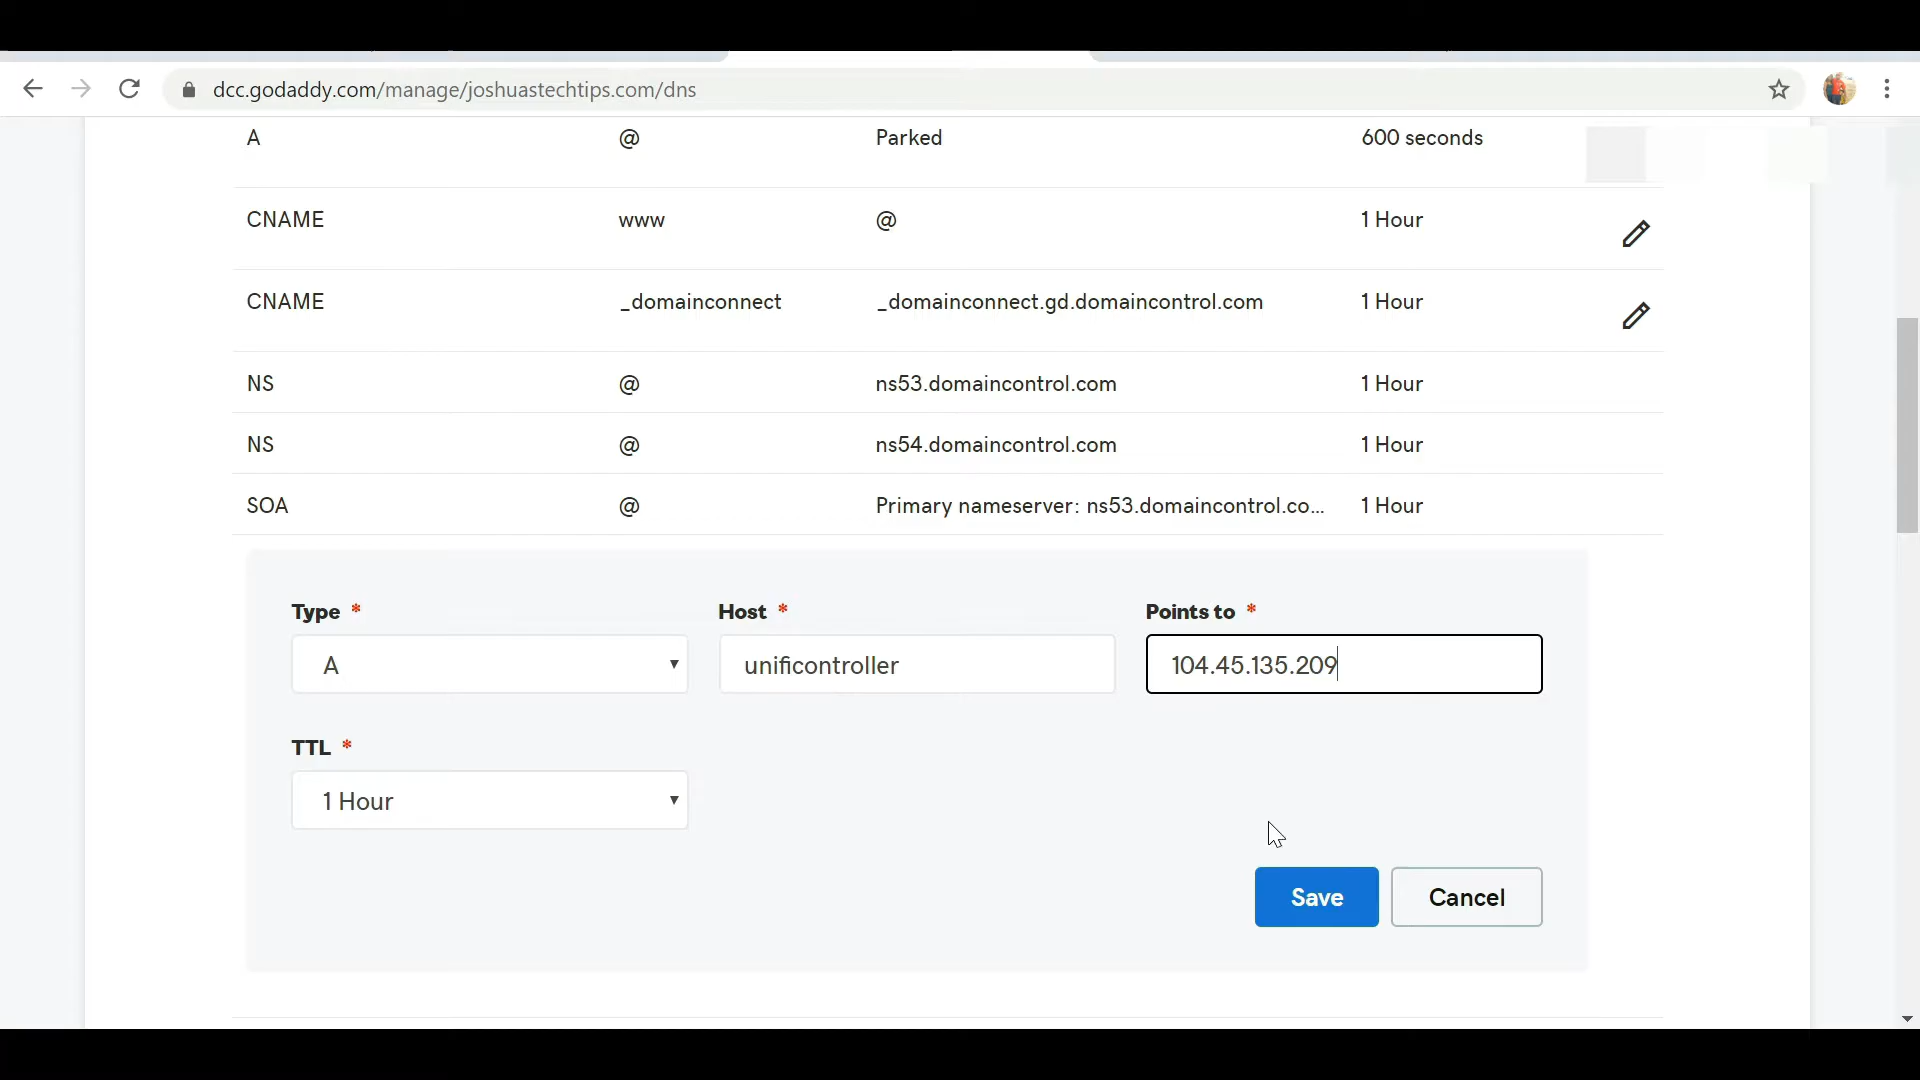 dcc.godaddy.com/manage/joshuastechtips.com/dns
A @ Parked 600 seconds
CNAME www @ 1 Hour
CNAME _domainconnect _domainconnect.gd.domaincontrol.com 1 Hour
NS @ ns53.domaincontrol.com 1 Hour
NS @ ns54.domaincontrol.com 1 Hour
SOA @ Primary nameserver: ns53.domaincontrol.co... 1 Hour
Type * Host * Points to *
A unificontroller 104.45.135.209
TTL *
1 Hour
Save Cancel